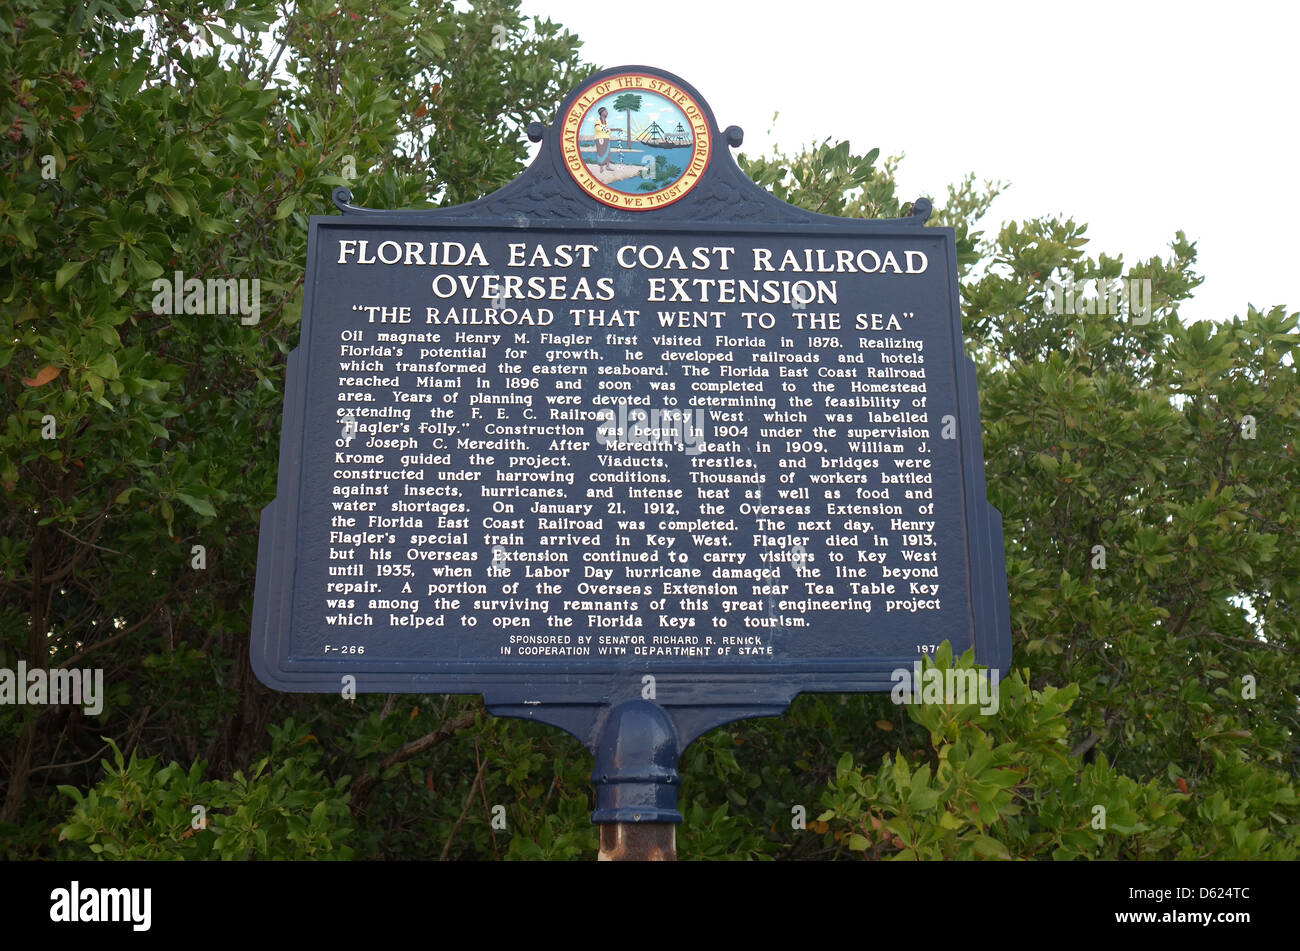 GREAT SEAL OF THE STATE OF FLORIDA
• IN GOD WE TRUST •
FLORIDA EAST COAST RAILROAD
OVERSEAS EXTENSION
"THE RAILROAD THAT WENT TO THE SEA"
Oil magnate Henry M. Flagler first visited Florida in 1878. Realizing
Florida's potential for growth, he developed railroads and hotels
which transformed the eastern seaboard. The Florida East Coast Railroad
reached Miami in 1896 and soon was completed to the Homestead
area. Years of planning were devoted to determining the feasibility of
extending the F. E. C. Railroad to Key West which was labelled
"Flagler's Folly." Construction was begun in 1904 under the supervision
of Joseph C. Meredith. After Meredith's death in 1909, William J.
Krome guided the project. Viaducts, trestles, and bridges were
constructed under harrowing conditions. Thousands of workers battled
against insects, hurricanes, and intense heat as well as food and
water shortages. On January 21, 1912, the Overseas Extension of
the Florida East Coast Railroad was completed. The next day, Henry
Flagler's special train arrived in Key West. Flagler died in 1913,
but his Overseas Extension continued to carry visitors to Key West
until 1935, when the Labor Day hurricane damaged the line beyond
repair. A portion of the Overseas Extension near Tea Table Key
was among the surviving remnants of this great engineering project
which helped to open the Florida Keys to tourism.
SPONSORED BY SENATOR RICHARD R. RENICK
F-266 IN COOPERATION WITH DEPARTMENT OF STATE
alamy
alamy
Image ID: D624TC
www.alamy.com